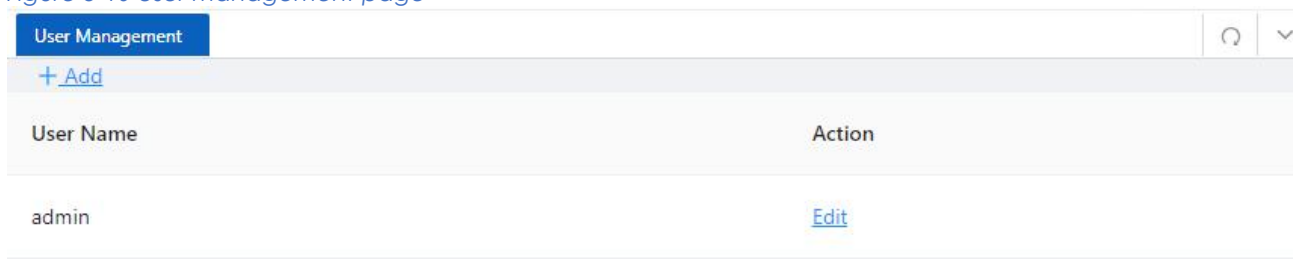 User Management
+ Add
User Name Action
admin Edit